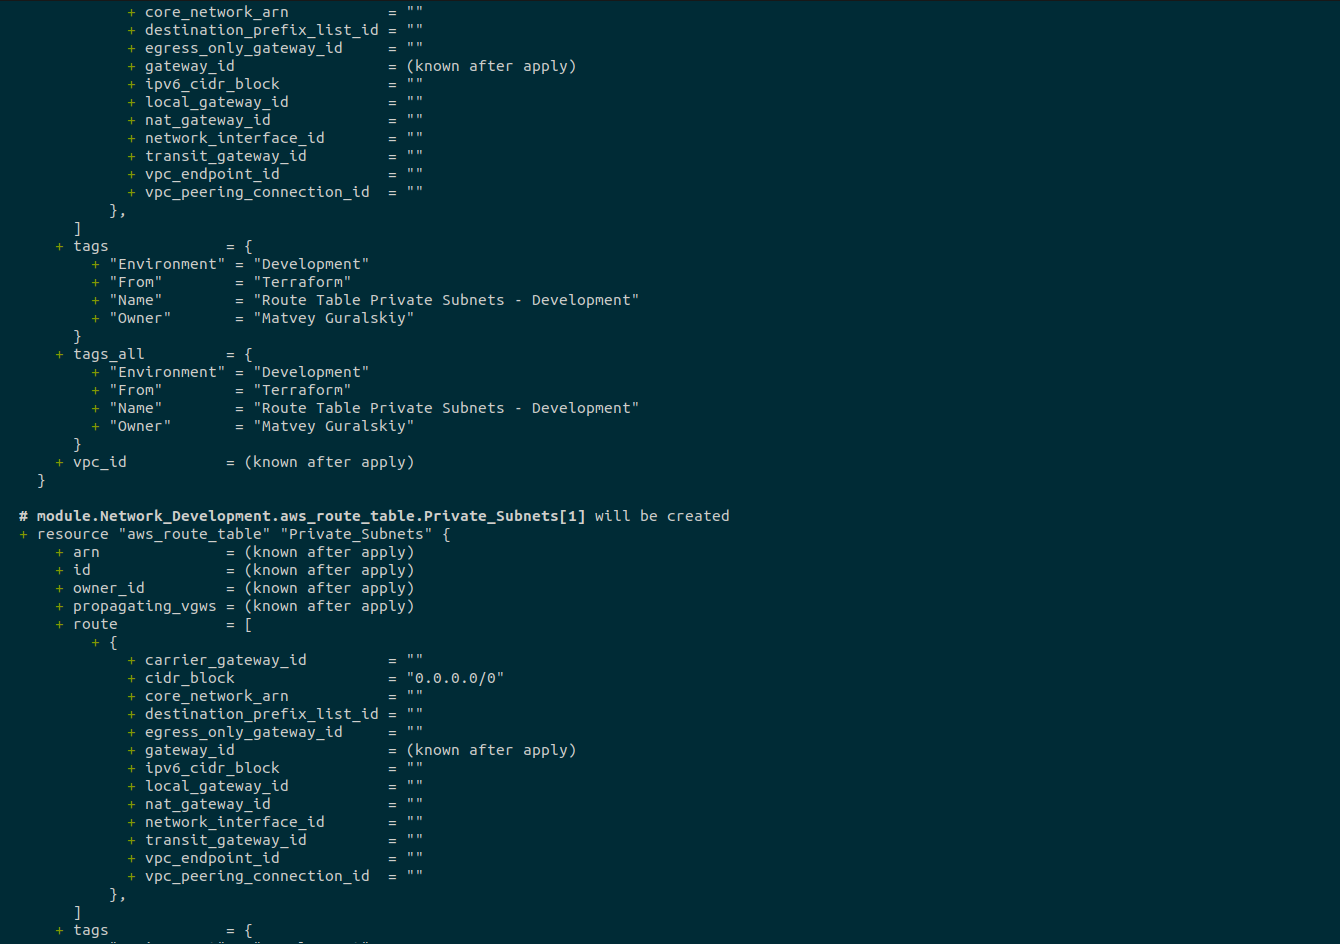 + core_network_arn           = ""
+ destination_prefix_list_id = ""
+ egress_only_gateway_id     = ""
+ gateway_id                 = (known after apply)
+ ipv6_cidr_block            = ""
+ local_gateway_id           = ""
+ nat_gateway_id             = ""
+ network_interface_id       = ""
+ transit_gateway_id         = ""
+ vpc_endpoint_id            = ""
+ vpc_peering_connection_id  = ""
},
]
+ tags             = {
+ "Environment" = "Development"
+ "From"        = "Terraform"
+ "Name"        = "Route Table Private Subnets - Development"
+ "Owner"       = "Matvey Guralskiy"
}
+ tags_all         = {
+ "Environment" = "Development"
+ "From"        = "Terraform"
+ "Name"        = "Route Table Private Subnets - Development"
+ "Owner"       = "Matvey Guralskiy"
}
+ vpc_id           = (known after apply)
}
# module.Network_Development.aws_route_table.Private_Subnets[1] will be created
+ resource "aws_route_table" "Private_Subnets" {
+ arn              = (known after apply)
+ id               = (known after apply)
+ owner_id         = (known after apply)
+ propagating_vgws = (known after apply)
+ route            = [
+ {
+ carrier_gateway_id         = ""
+ cidr_block                 = "0.0.0.0/0"
+ core_network_arn           = ""
+ destination_prefix_list_id = ""
+ egress_only_gateway_id     = ""
+ gateway_id                 = (known after apply)
+ ipv6_cidr_block            = ""
+ local_gateway_id           = ""
+ nat_gateway_id             = ""
+ network_interface_id       = ""
+ transit_gateway_id         = ""
+ vpc_endpoint_id            = ""
+ vpc_peering_connection_id  = ""
},
]
+ tags             = {